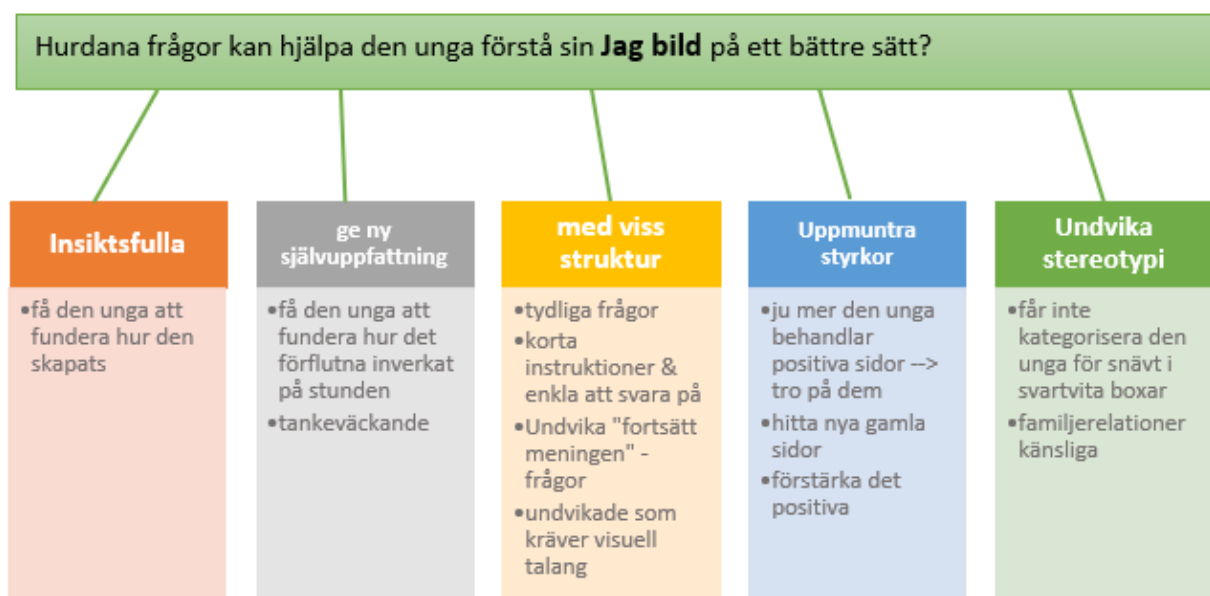 Hurdana frågor kan hjälpa den unga förstå sin Jag bild på ett bättre sätt?
Insiktsfulla
•få den unga att
fundera hur den
skapats
ge ny
självuppfattning
•få den unga att
fundera hur det
förflutna inverkat
på stunden
•tankeväckande
med viss
struktur
•tydliga frågor
•korta
instruktioner &
enkla att svara på
•Undvika "fortsätt
meningen" -
frågor
•undvikade som
kräver visuell
talang
Uppmuntra
styrkor
•ju mer den unga
behandlar
positiva sidor -->
tro på dem
•hitta nya gamla
sidor
•förstärka det
positiva
Undvika
stereotypi
•får inte
kategorisera den
unga för snävt i
svartvita boxar
•familjerelationer
känsliga